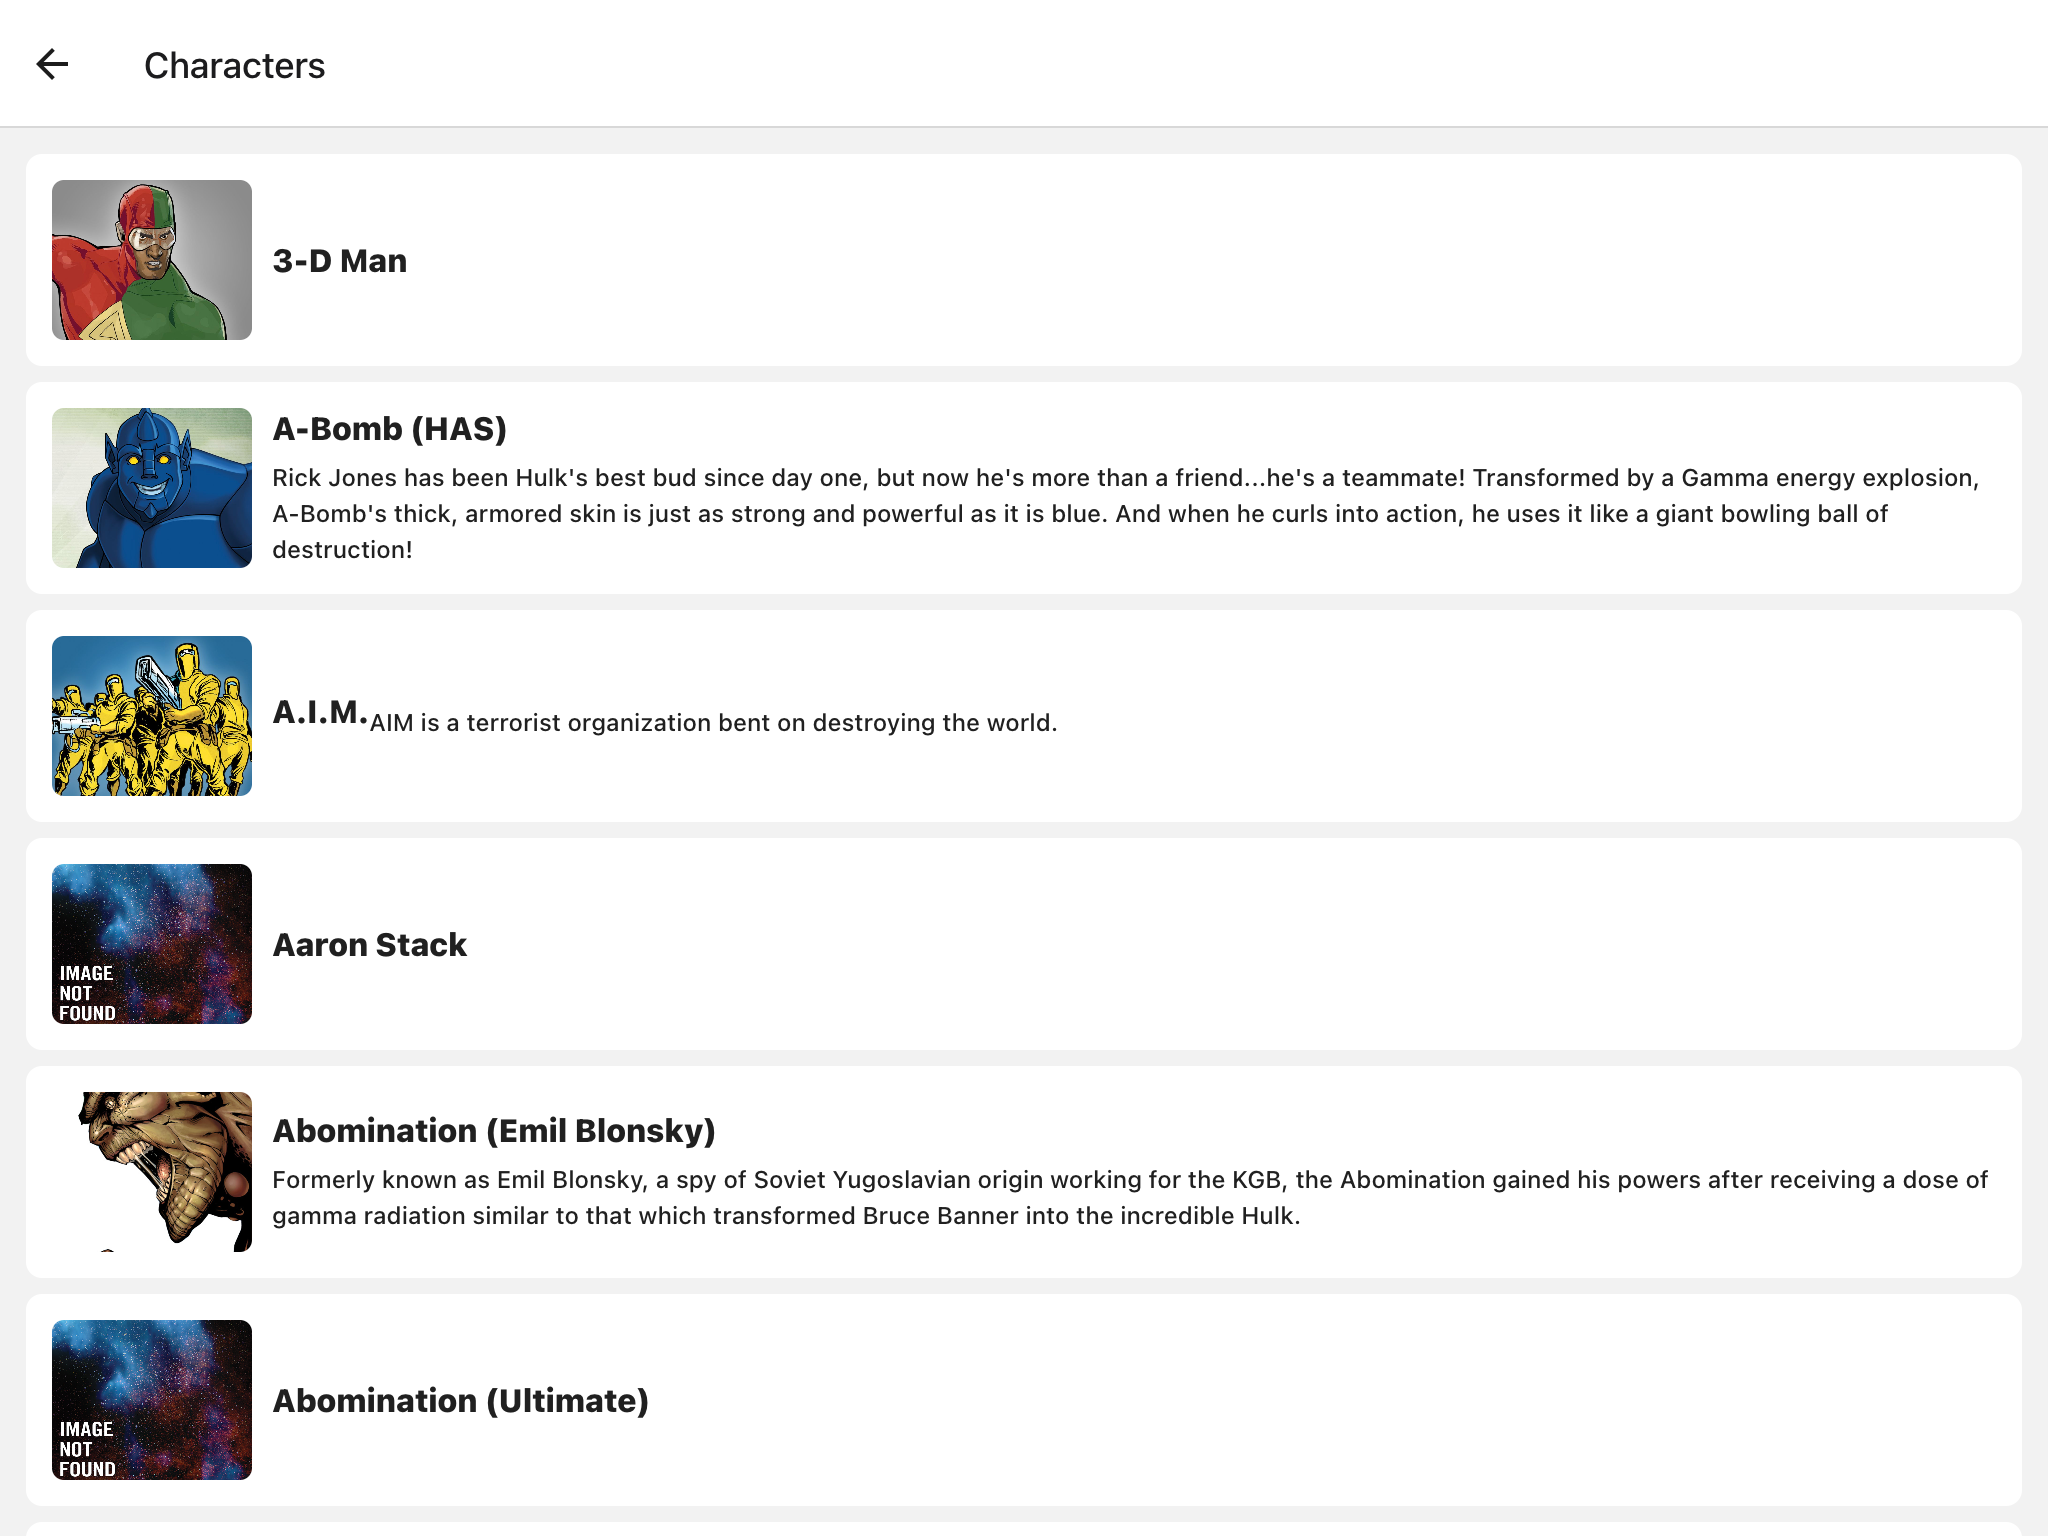 Characters
3-D Man
A-Bomb (HAS)
Rick Jones has been Hulk's best bud since day one, but now he's more than a friend...he's a teammate! Transformed by a Gamma energy explosion,
A-Bomb's thick, armored skin is just as strong and powerful as it is blue. And when he curls into action, he uses it like a giant bowling ball of
destruction!
A.I.M. AIM is a terrorist organization bent on destroying the world.
IMAGE
NOT
FOUND
Aaron Stack
Abomination (Emil Blonsky)
Formerly known as Emil Blonsky, a spy of Soviet Yugoslavian origin working for the KGB, the Abomination gained his powers after receiving a dose of
gamma radiation similar to that which transformed Bruce Banner into the incredible Hulk.
IMAGE
NOT
FOUND
Abomination (Ultimate)